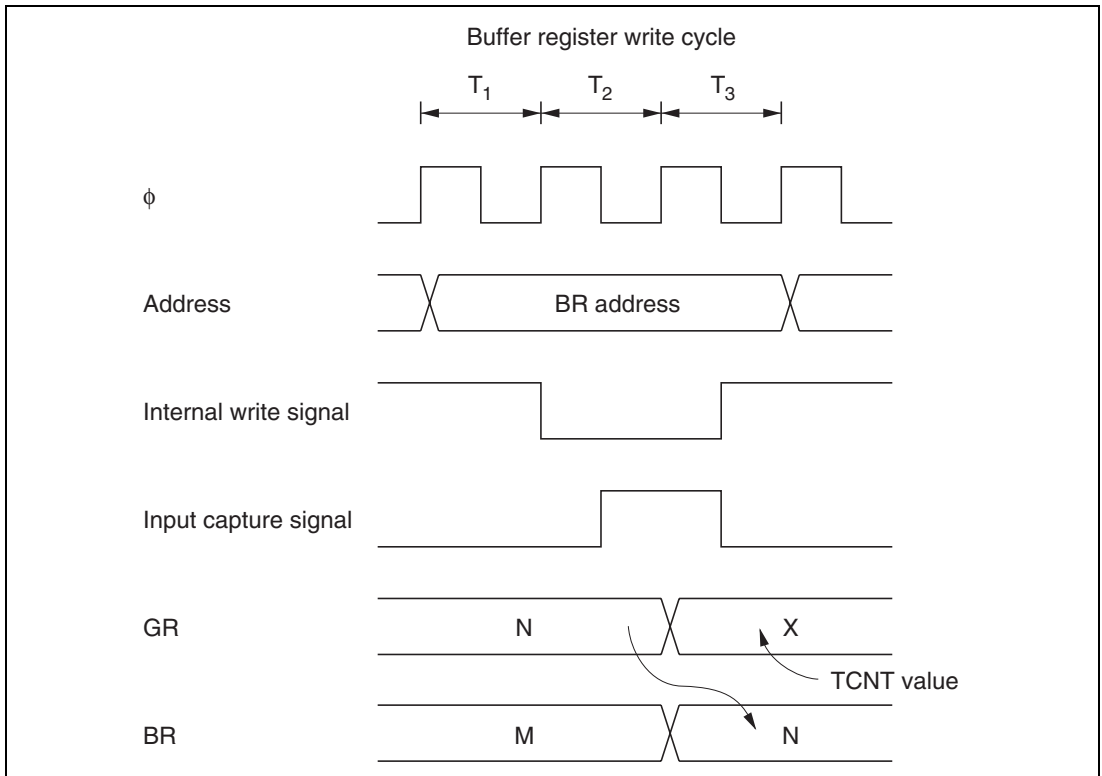 Buffer register write cycle
T1 T2 T3
φ
Address BR address
Internal write signal
Input capture signal
GR N X
TCNT value
BR M N